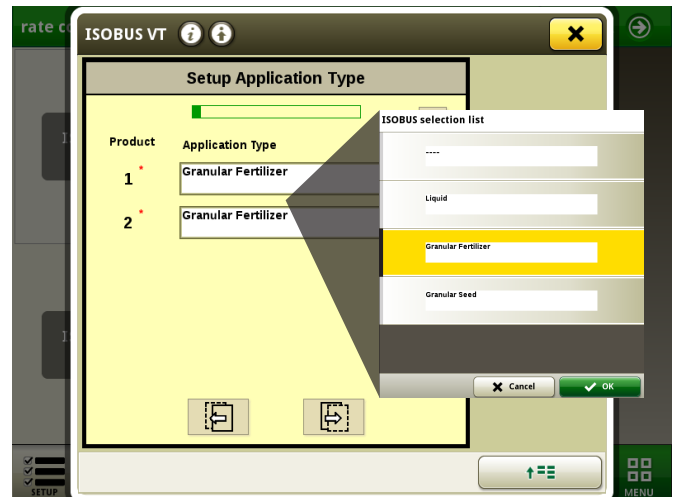 rate co
ISOBUS VT
Setup Application Type
Product Application Type
1 * Granular Fertilizer
2 * Granular Fertilizer
ISOBUS selection list
----
Liquid
Granular Fertilizer
Granular Seed
Cancel OK
SETUP
MENU